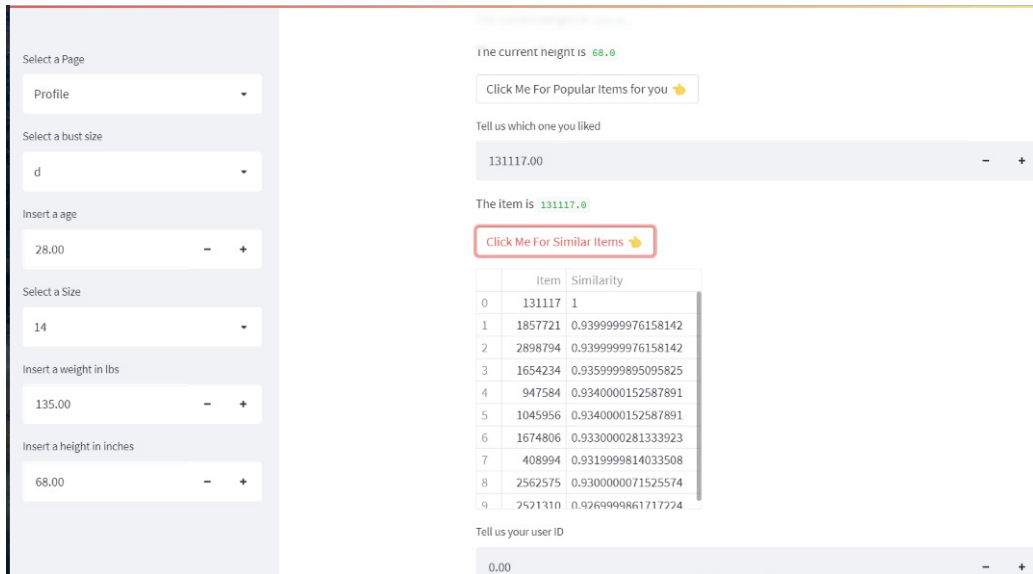 Select a Page
Profile
Select a bust size
d
Insert a age
28.00 - +
Select a Size
14
Insert a weight in lbs
135.00 - +
Insert a height in inches
68.00 - +
The current height is 68.0
Click Me For Popular Items for you 👈
Tell us which one you liked
131117.00 - +
The item is 131117.0
Click Me For Similar Items 👈
Item Similarity
0 131117 1
1 1857721 0.9399999976158142
2 2898794 0.9399999976158142
3 1654234 0.9359999895095825
4 947584 0.9340000152587891
5 1045956 0.9340000152587891
6 1674806 0.9330000281333923
7 408994 0.9319999814033508
8 2562575 0.9300000071525574
9 2521310 0.9269999861717224
Tell us your user ID
0.00 - +